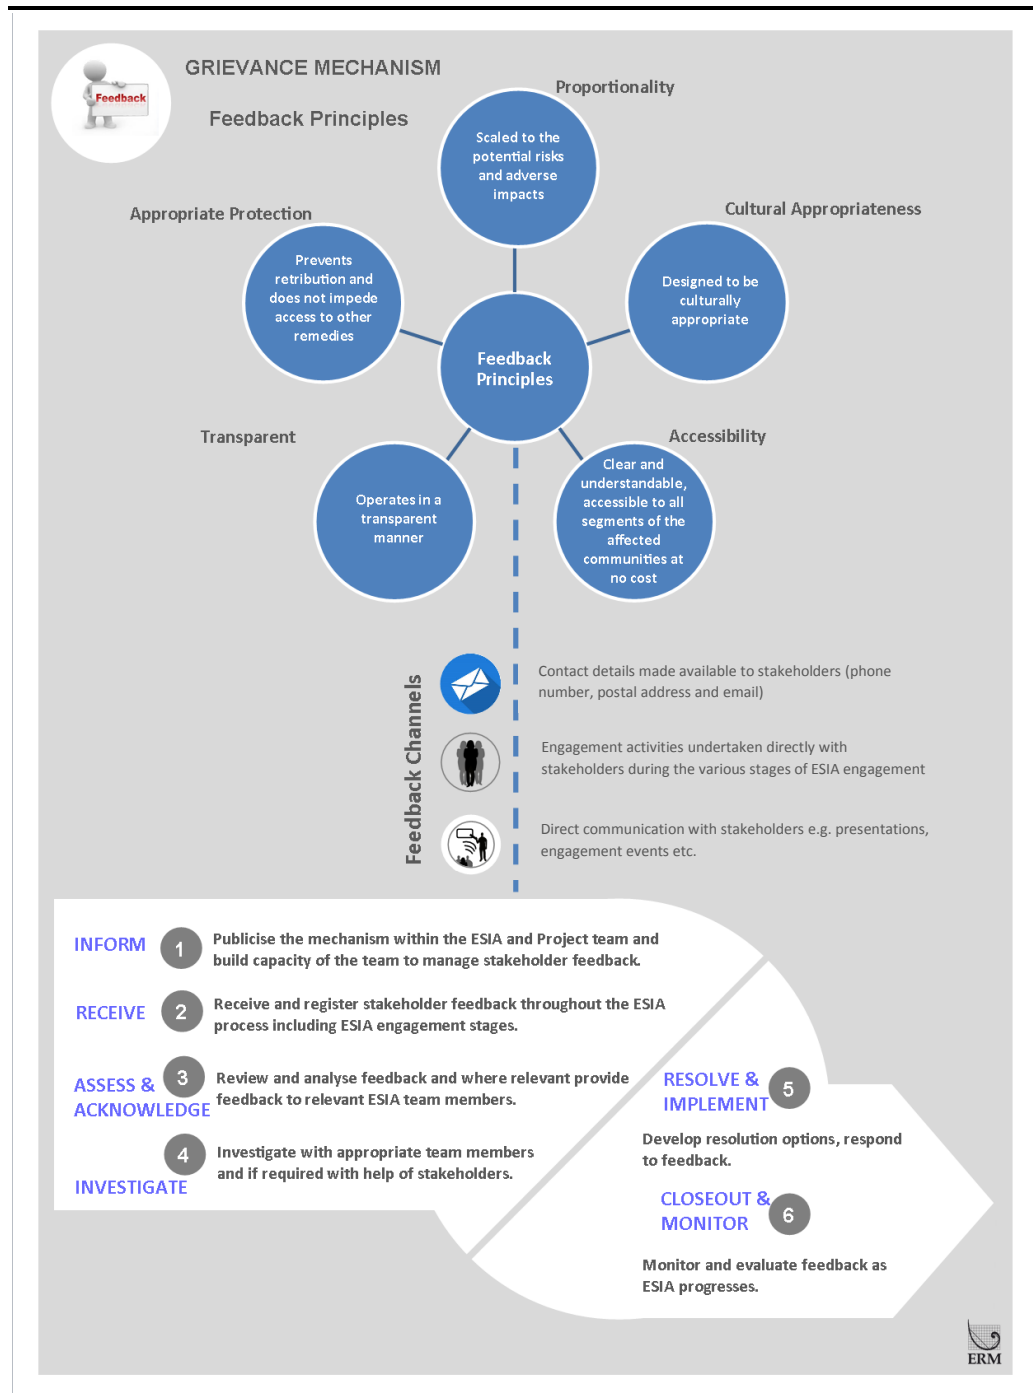 GRIEVANCE MECHANISM
Feedback Principles
Feedback
Proportionality
Scaled to the
potential risks
and adverse
impacts
Appropriate Protection
Prevents
retribution and
does not impede
access to other
remedies
Cultural Appropriateness
Designed to be
culturally
appropriate
Feedback
Principles
Transparent
Operates in a
transparent
manner
Accessibility
Clear and
understandable,
accessible to all
segments of the
affected
communities at
no cost
Feedback Channels
Contact details made available to stakeholders (phone
number, postal address and email)
Engagement activities undertaken directly with
stakeholders during the various stages of ESIA engagement
Direct communication with stakeholders e.g. presentations,
engagement events etc.
INFORM 1
Publicise the mechanism within the ESIA and Project team and
build capacity of the team to manage stakeholder feedback.
RECEIVE 2
Receive and register stakeholder feedback throughout the ESIA
process including ESIA engagement stages.
ASSESS & 3
ACKNOWLEDGE
Review and analyse feedback and where relevant provide
feedback to relevant ESIA team members.
4
INVESTIGATE
Investigate with appropriate team members
and if required with help of stakeholders.
RESOLVE & 5
IMPLEMENT
Develop resolution options, respond
to feedback.
CLOSEOUT & 6
MONITOR
Monitor and evaluate feedback as
ESIA progresses.
ERM